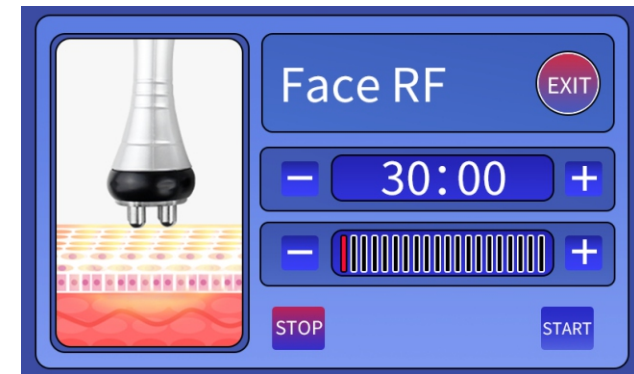 Face RF
EXIT
− 30:00 +
− +
STOP
START